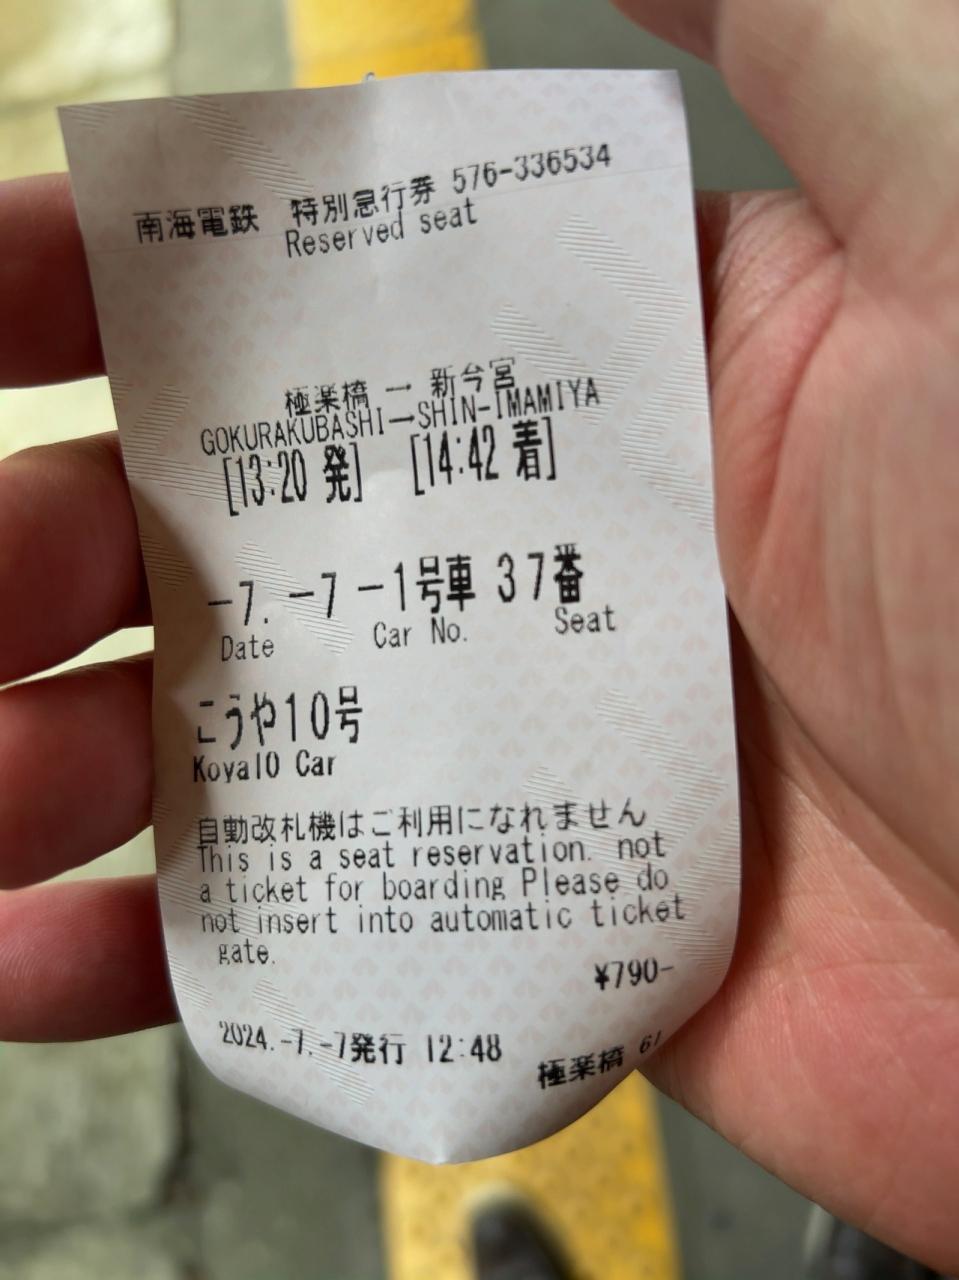 南海電鉄 特別急行券 576-336534
Reserved seat
極楽橋 → 新今宮
GOKURAKUBASHI→SHIN-IMAMIYA
[13:20 発] [14:42 着]
-7. -7 -1号車 37番
Date Car No. Seat
こうや10号
Koya10 Car
自動改札機はご利用になれません
This is a seat reservation. not
a ticket for boarding Please do
not insert into automatic ticket
gate.
¥790-
2024.-7.-7発行 12:48
極楽橋 61